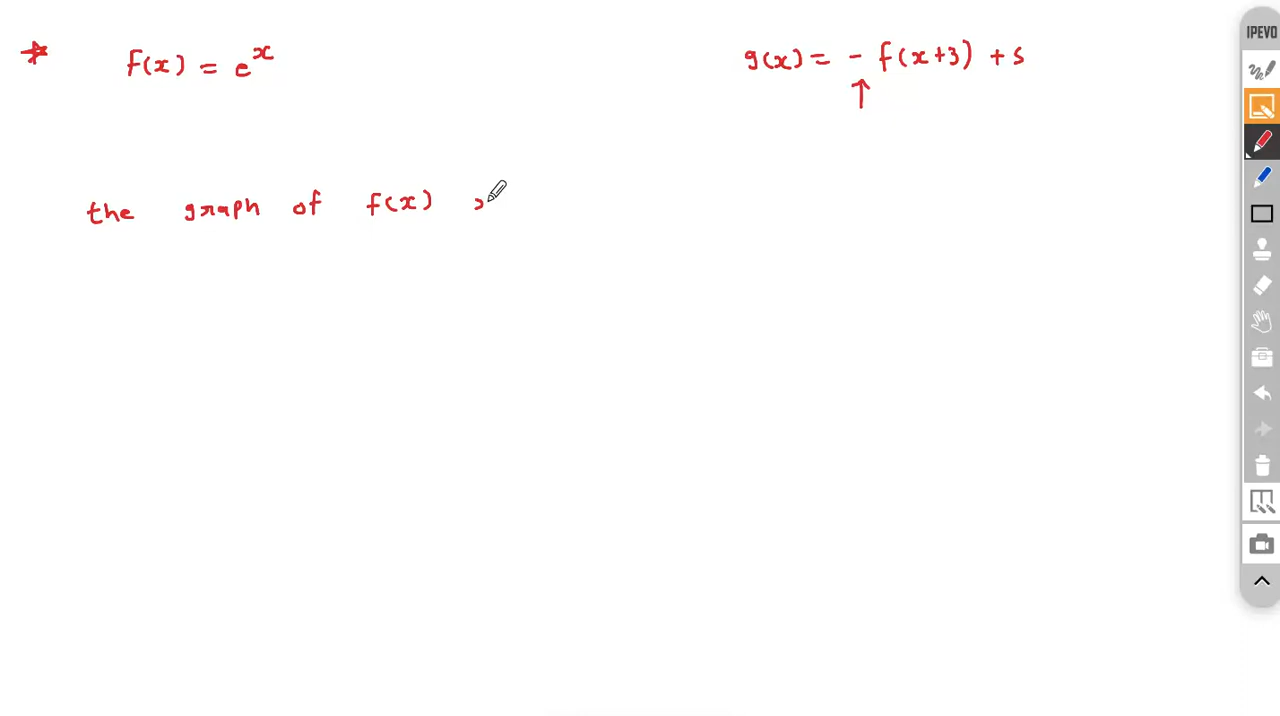 f(x) = e^x
g(x) = - f(x+3) + 5
the graph of f(x)
IPEVO